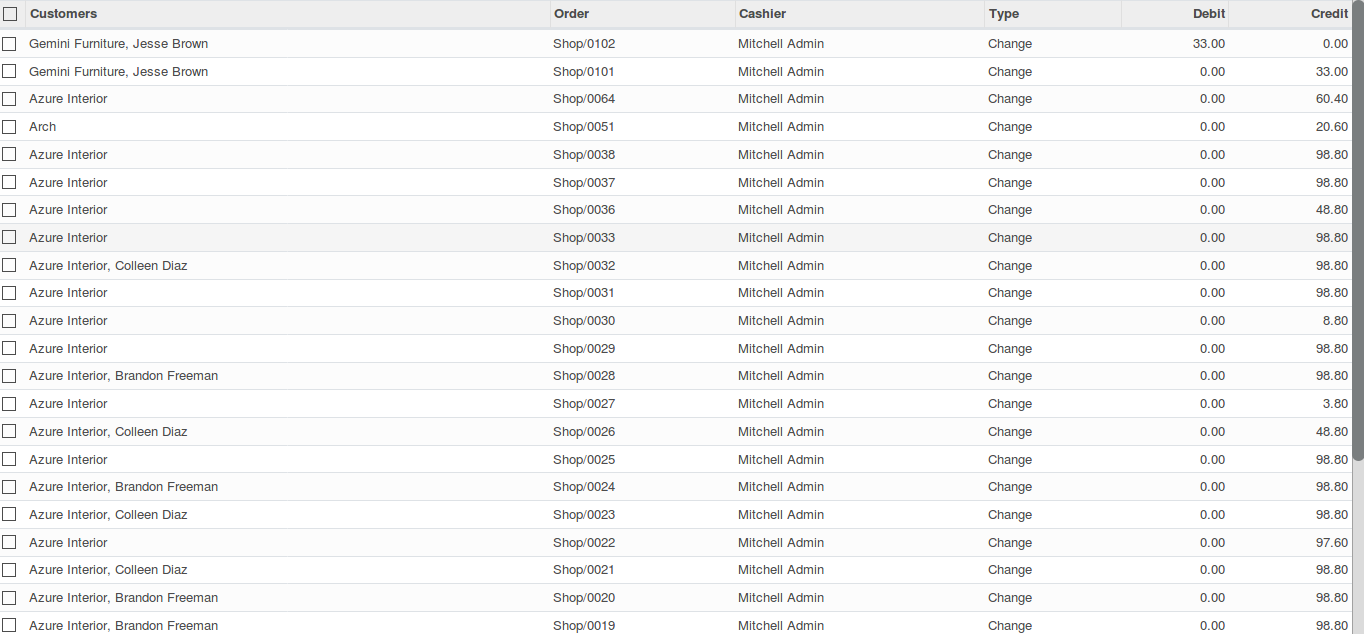 Customers Order Cashier Type Debit Credit
Gemini Furniture, Jesse Brown Shop/0102 Mitchell Admin Change 33.00 0.00
Gemini Furniture, Jesse Brown Shop/0101 Mitchell Admin Change 0.00 33.00
Azure Interior Shop/0064 Mitchell Admin Change 0.00 60.40
Arch Shop/0051 Mitchell Admin Change 0.00 20.60
Azure Interior Shop/0038 Mitchell Admin Change 0.00 98.80
Azure Interior Shop/0037 Mitchell Admin Change 0.00 98.80
Azure Interior Shop/0036 Mitchell Admin Change 0.00 48.80
Azure Interior Shop/0033 Mitchell Admin Change 0.00 98.80
Azure Interior, Colleen Diaz Shop/0032 Mitchell Admin Change 0.00 98.80
Azure Interior Shop/0031 Mitchell Admin Change 0.00 98.80
Azure Interior Shop/0030 Mitchell Admin Change 0.00 8.80
Azure Interior Shop/0029 Mitchell Admin Change 0.00 98.80
Azure Interior, Brandon Freeman Shop/0028 Mitchell Admin Change 0.00 98.80
Azure Interior Shop/0027 Mitchell Admin Change 0.00 3.80
Azure Interior, Colleen Diaz Shop/0026 Mitchell Admin Change 0.00 48.80
Azure Interior Shop/0025 Mitchell Admin Change 0.00 98.80
Azure Interior, Brandon Freeman Shop/0024 Mitchell Admin Change 0.00 98.80
Azure Interior, Colleen Diaz Shop/0023 Mitchell Admin Change 0.00 98.80
Azure Interior Shop/0022 Mitchell Admin Change 0.00 97.60
Azure Interior, Colleen Diaz Shop/0021 Mitchell Admin Change 0.00 98.80
Azure Interior, Brandon Freeman Shop/0020 Mitchell Admin Change 0.00 98.80
Azure Interior, Brandon Freeman Shop/0019 Mitchell Admin Change 0.00 98.80